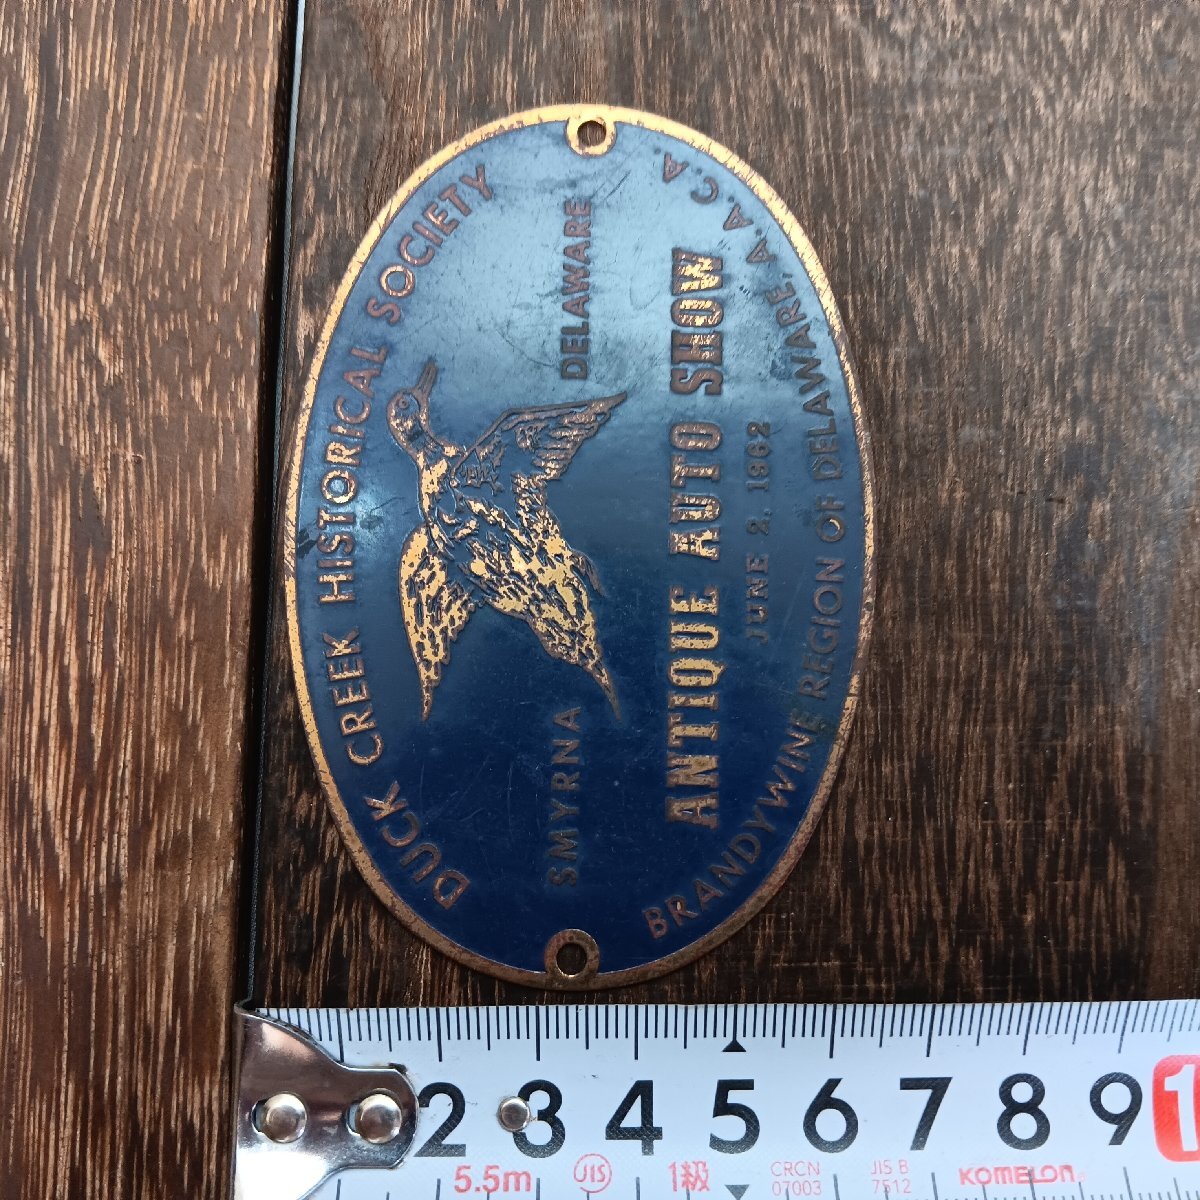 DUCK CREEK HISTORICAL SOCIETY
SMYRNA DELAWARE
ANTIQUE AUTO SHOW
JUNE 2, 1962
BRANDYWINE REGION OF DELAWARE, A.A.C.A
2 3 4 5 6 7 8 9 1
5.5m JIS 1級 CRCN 07003 JIS B 7512 KOMELON